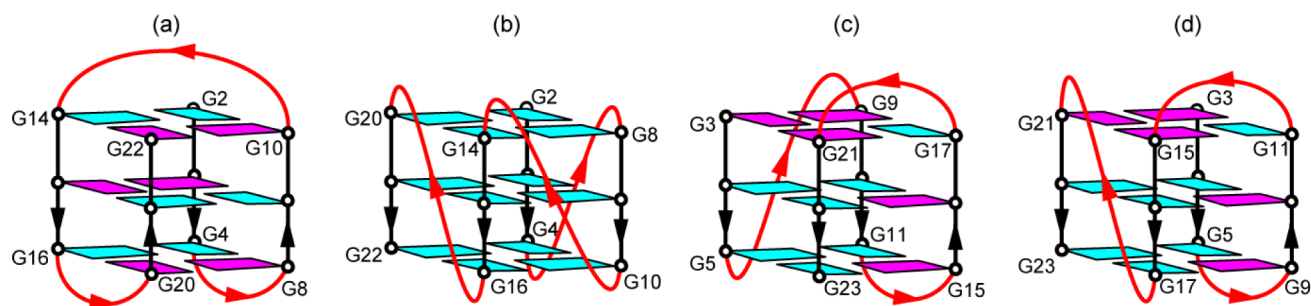 (a) (b) (c) (d)
G14 G2 G22 G10 G16 G4 G20 G8
G20 G2 G14 G8 G22 G4 G16 G10
G3 G9 G21 G17 G5 G11 G23 G15
G21 G3 G15 G11 G23 G5 G17 G9